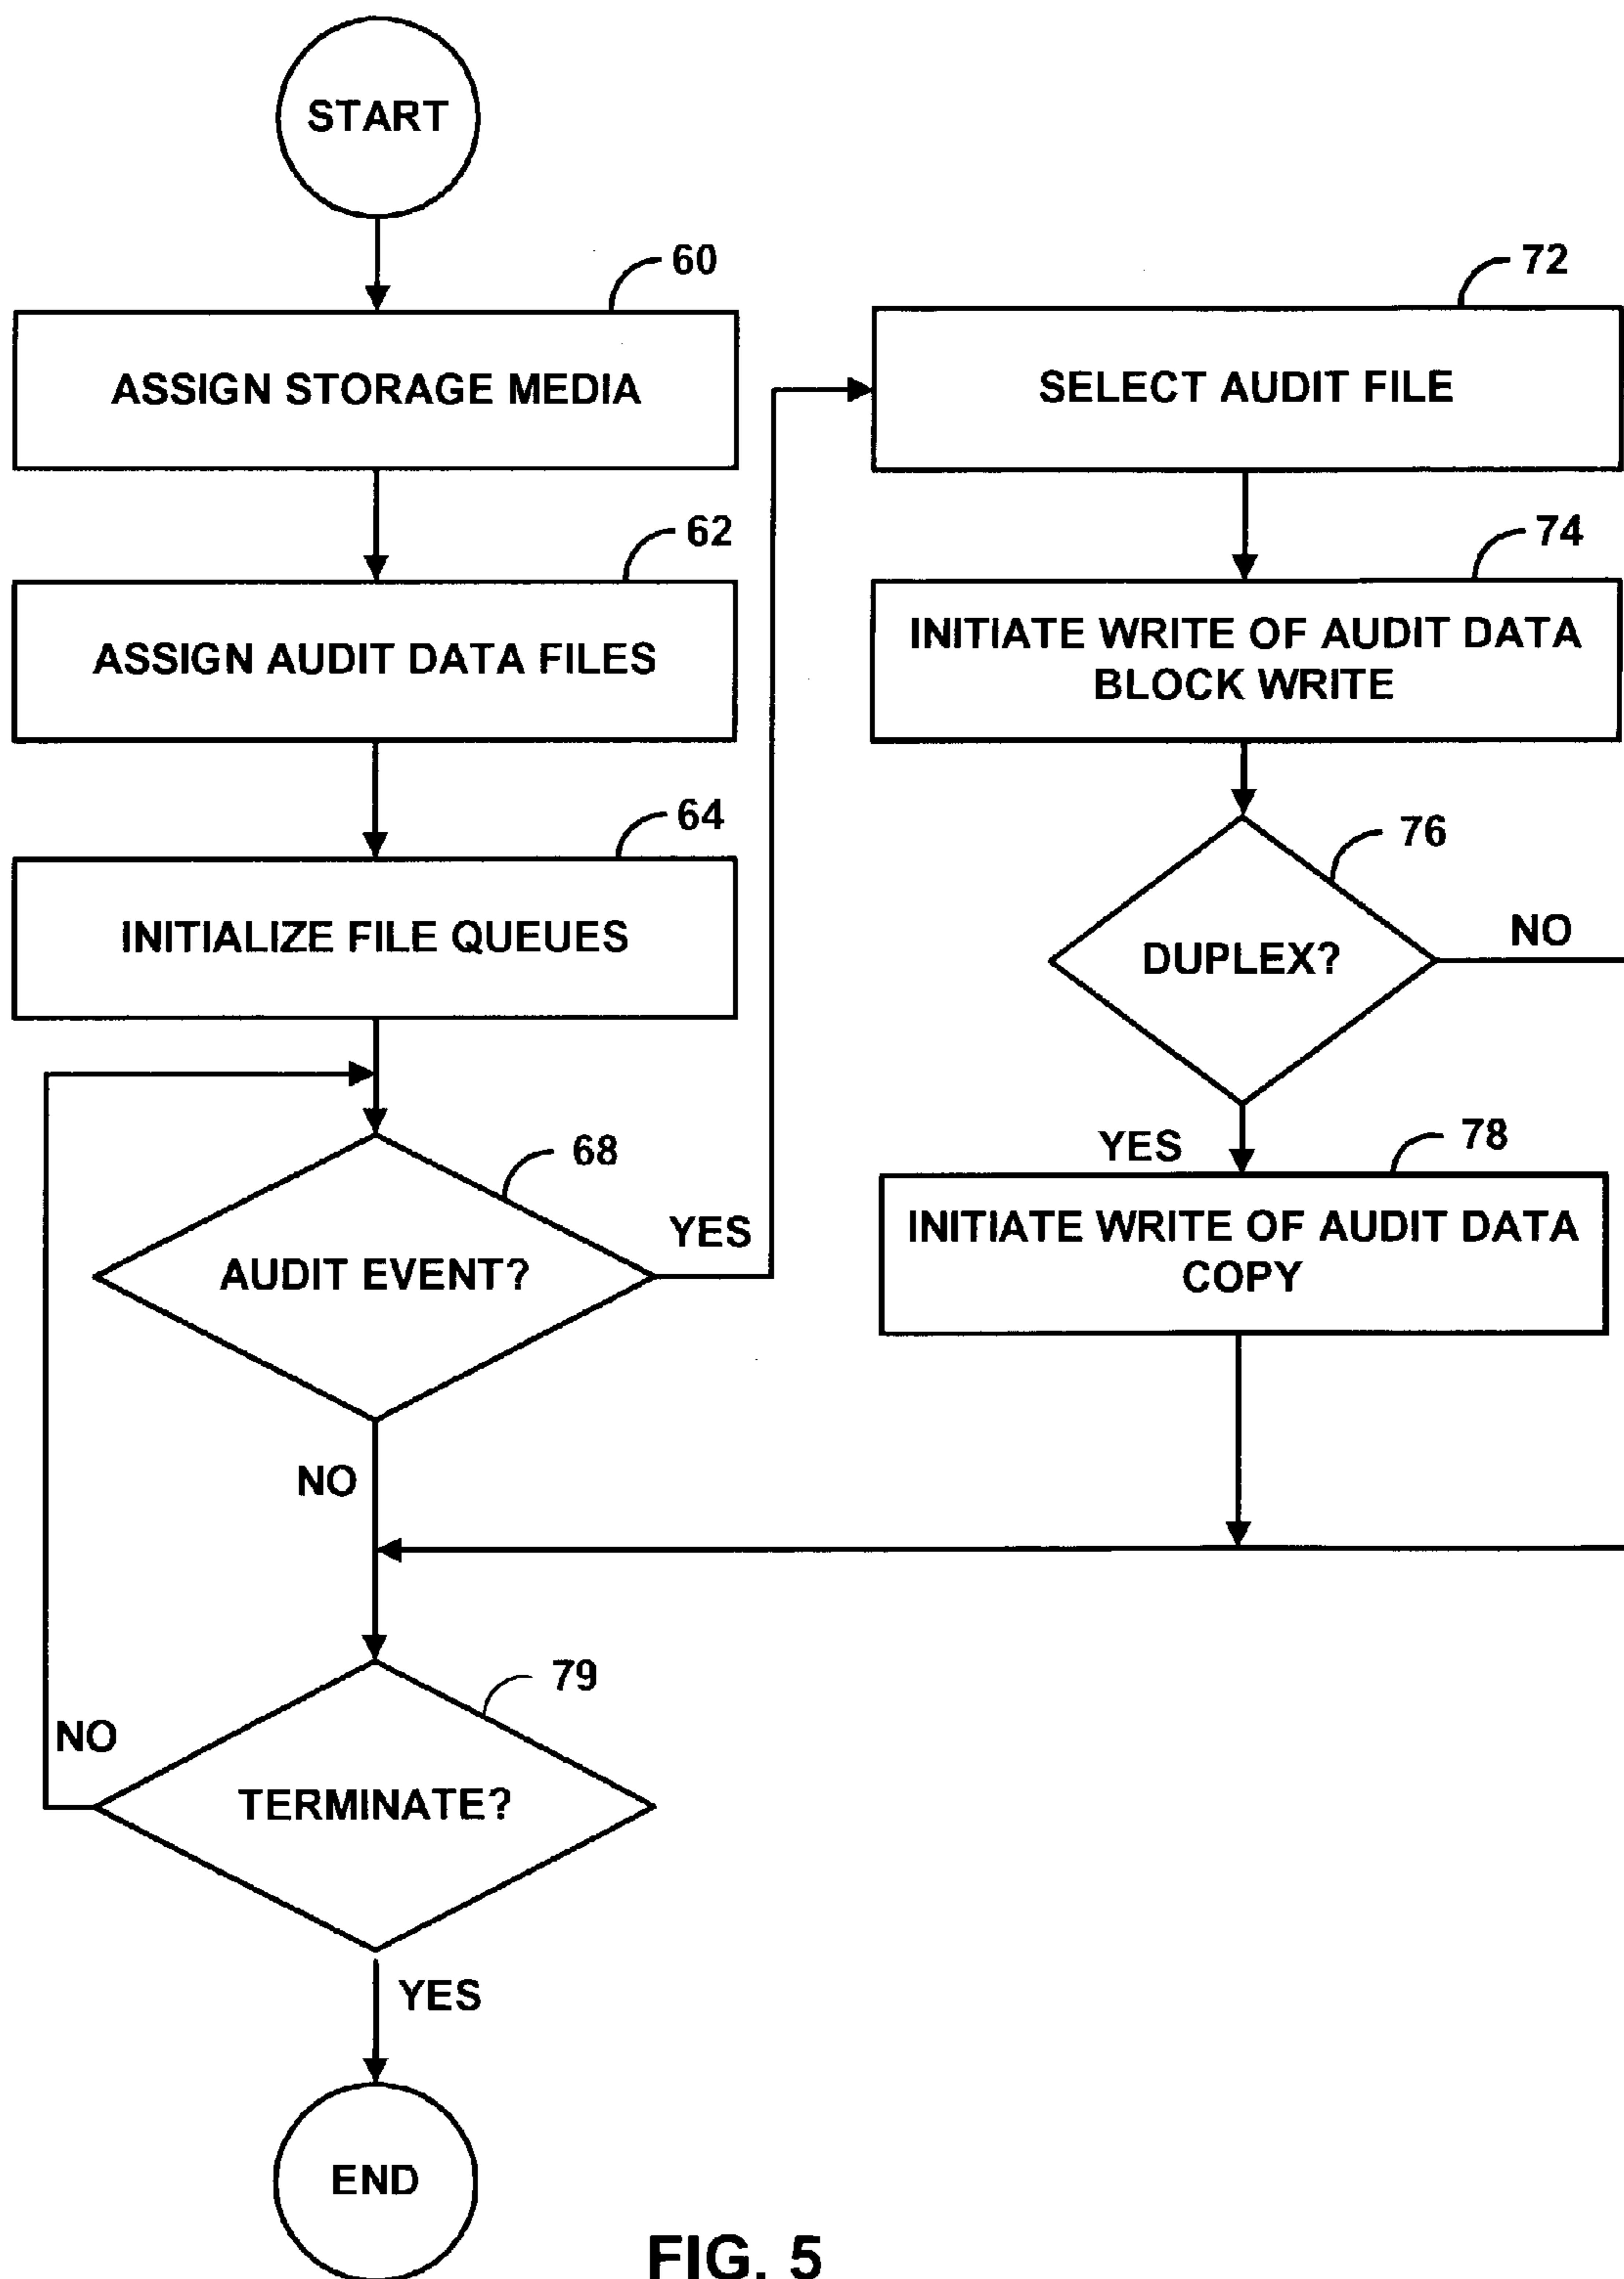 START
60
ASSIGN STORAGE MEDIA
62
ASSIGN AUDIT DATA FILES
64
INITIALIZE FILE QUEUES
68
AUDIT EVENT?
YES
NO
79
TERMINATE?
NO
YES
END
72
SELECT AUDIT FILE
74
INITIATE WRITE OF AUDIT DATA
BLOCK WRITE
76
DUPLEX?
NO
YES
78
INITIATE WRITE OF AUDIT DATA
COPY
FIG. 5